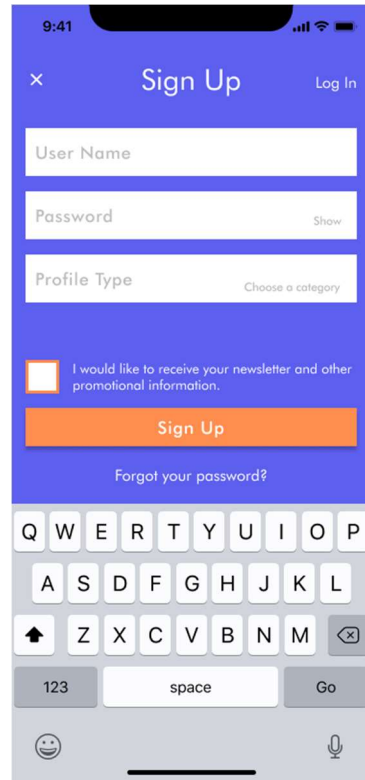 9:41
Sign Up
Log In
User Name
Password Show
Profile Type Choose a category
I would like to receive your newsletter and other
promotional information.
Sign Up
Forgot your password?
Q W E R T Y U I O P
A S D F G H J K L
Z X C V B N M
123 space Go